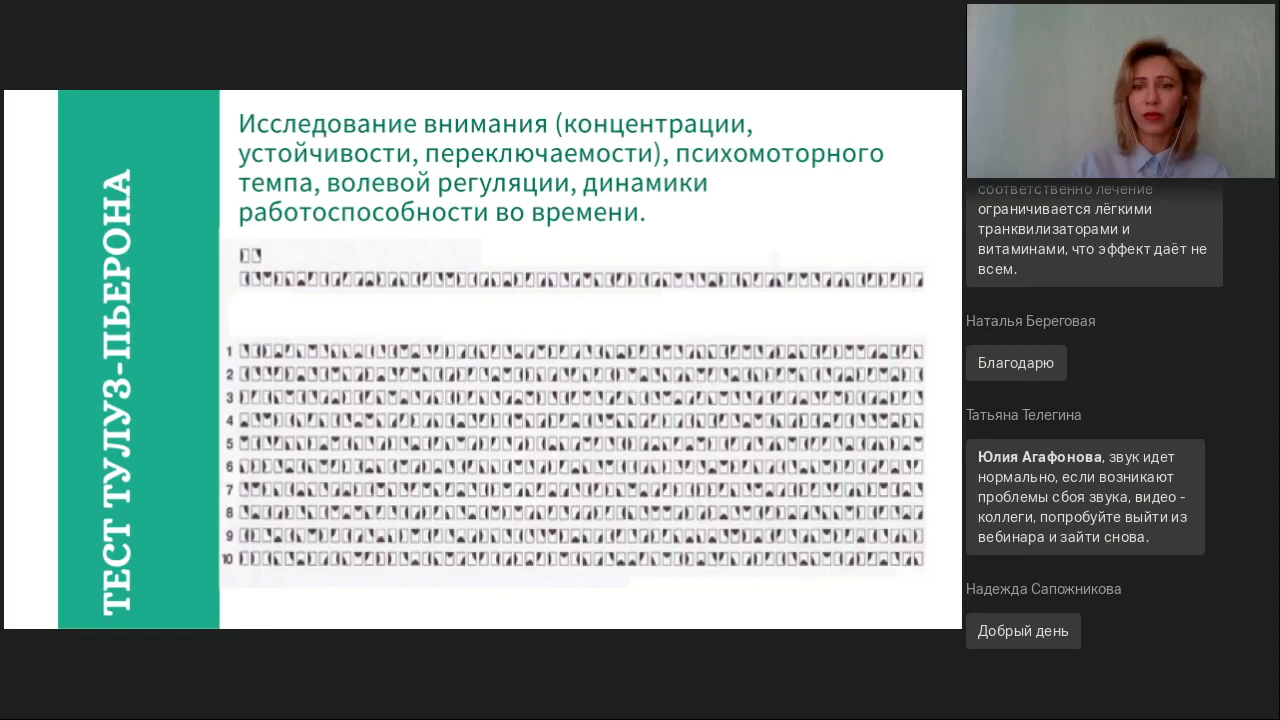 ТЕСТ ТУЛУЗ-ПЬЕРОНА
Исследование внимания (концентрации,
устойчивости, переключаемости), психомоторного
темпа, волевой регуляции, динамики
работоспособности во времени.
1
2
3
4
5
6
7
8
9
10
соответственно лечение
ограничивается лёгкими
транквилизаторами и
витаминами, что эффект даёт не
всем.
Наталья Береговая
Благодарю
Татьяна Телегина
Юлия Агафонова, звук идет
нормально, если возникают
проблемы сбоя звука, видео -
коллеги, попробуйте выйти из
вебинара и зайти снова.
Надежда Сапожникова
Добрый день